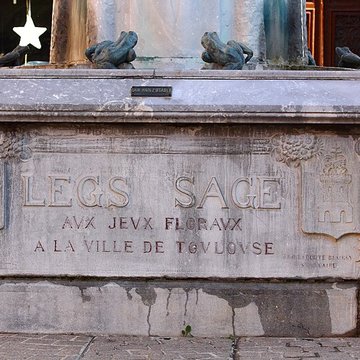 LEGS SAGE
AVX JEVX FLORAVX
A LA VILLE DE TOVLOVSE